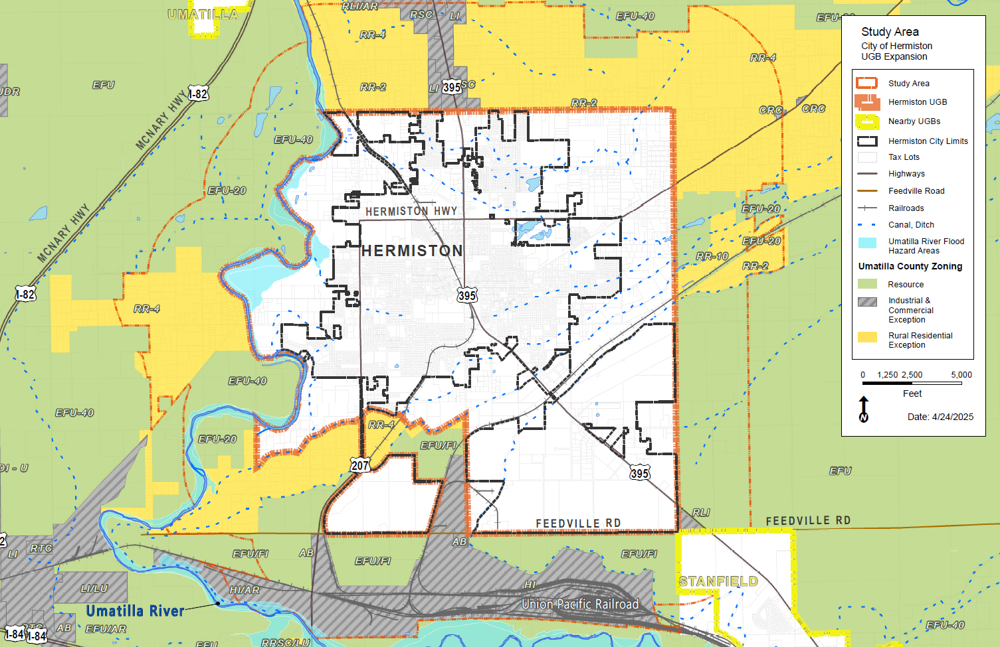 UMATILLA
RLI/AR
RSC
LI
EFU-40
RR-4
RR-4
EFU
UDR
I-82
MCNARY HWY
RR-2
LI
395
SC
RR-2
CRC
CRC
EFU-40
EFU-20
MCNARY HWY
HERMISTON HWY
HERMISTON
EFU-20
EFU-20
RR-10
RR-2
I-82
RR-4
395
EFU-40
EFU-40
EFU-20
RR-4
EFU/FI
207
395
EFU
DI - U
RLI
FEEDVILLE RD
FEEDVILLE RD
2
LI
RTC
EFU/FI
AB
EFU/FI
AB
EFU/FI
STANFIELD
LI/LU
HI/AR
HI
Union Pacific Railroad
Umatilla River
I-84
RTC
I-84
AB
EFU/AR
EFU
RRSC/LU
EFU-40
Study Area
City of Hermiston
UGB Expansion
Study Area
Hermiston UGB
Nearby UGBs
Hermiston City Limits
Tax Lots
Highways
Feedville Road
Railroads
Canal, Ditch
Umatilla River Flood
Hazard Areas
Umatilla County Zoning
Resource
Industrial &
Commercial
Exception
Rural Residential
Exception
0 1,250 2,500 5,000
Feet
N
Date: 4/24/2025